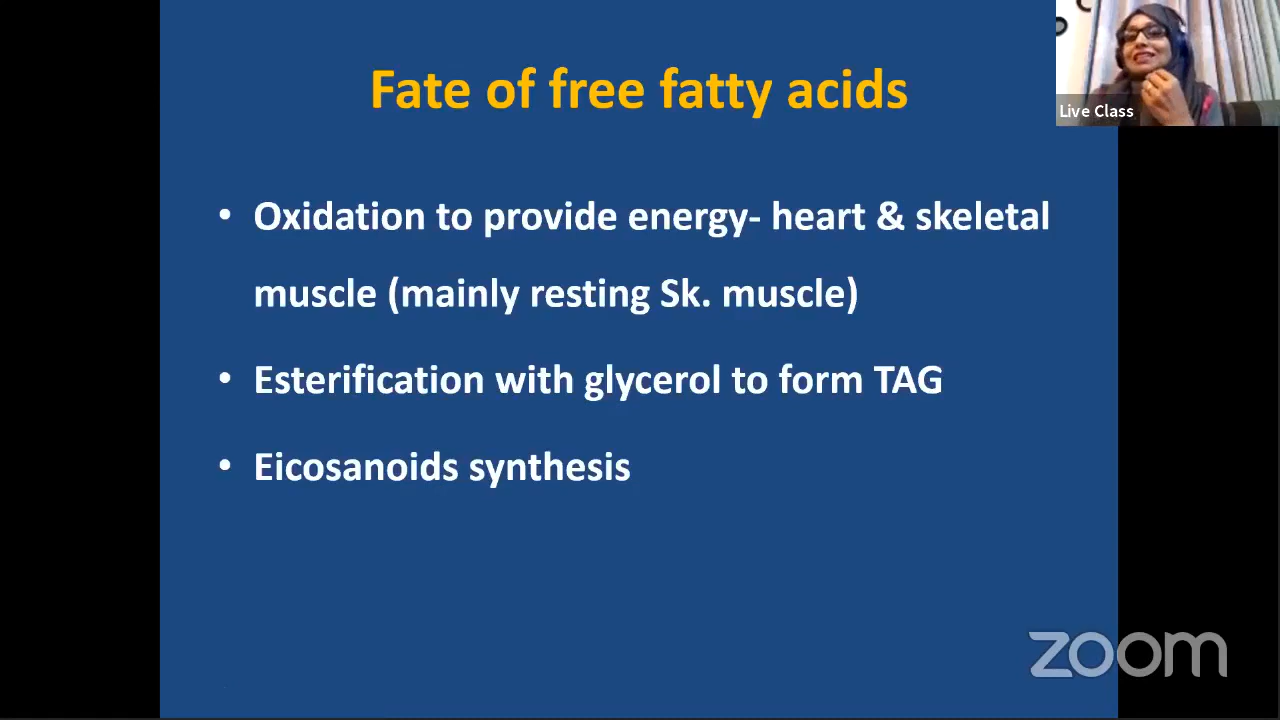 Fate of free fatty acids
Live Class
• Oxidation to provide energy- heart & skeletal
muscle (mainly resting Sk. muscle)
• Esterification with glycerol to form TAG
• Eicosanoids synthesis
zoom